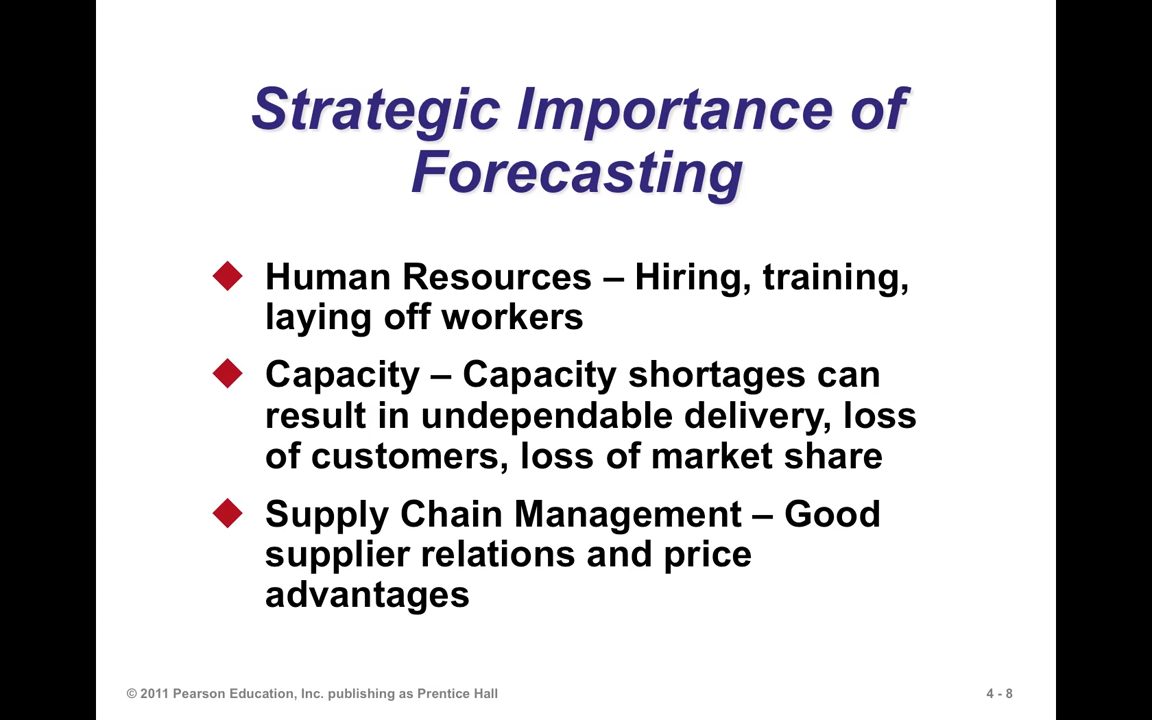 Strategic Importance of
Forecasting
Human Resources – Hiring, training,
laying off workers
Capacity – Capacity shortages can
result in undependable delivery, loss
of customers, loss of market share
Supply Chain Management – Good
supplier relations and price
advantages
© 2011 Pearson Education, Inc. publishing as Prentice Hall
4 - 8